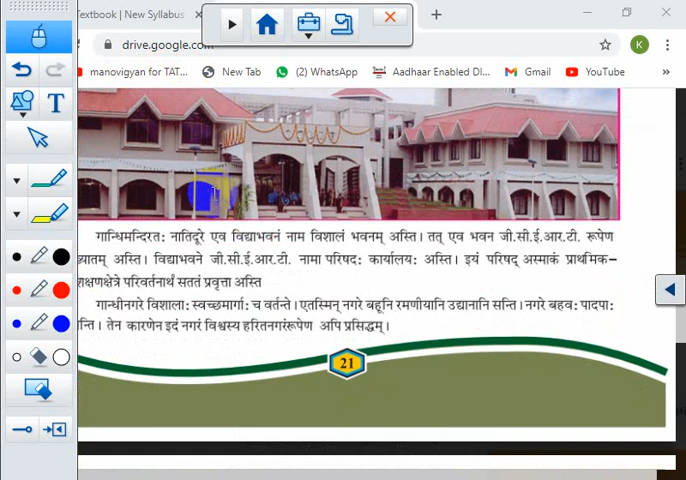 Textbook | New Syllabus
drive.google.com
K
manovigyan for TAT...
New Tab
(2) WhatsApp
Aadhaar Enabled DI...
Gmail
YouTube
T
गान्धिमन्दिरत: नातिदूरे एव विद्याभवनं नाम विशालं भवनम् अस्ति। तत् एव भवन जी.सी.ई.आर.टी. रूपेण
ख्यातम् अस्ति। विद्याभवने जी.सी.ई.आर.टी. नामा परिषद: कार्यालय: अस्ति। इयं परिषद् अस्माकं प्राथमिक-
शक्षणक्षेत्रे परिवर्तनार्थं सततं प्रवृत्ता अस्ति
गान्धीनगरे विशाला: स्वच्छमार्गा: च वर्तन्ते। एतस्मिन् नगरे बहूनि रमणीयानि उद्यानानि सन्ति। नगरे बहव: पादपा:
न्ति। तेन कारणेन इदं नगरं विश्वस्य हरितनगरंरूपेण अपि प्रसिद्धम्।
21